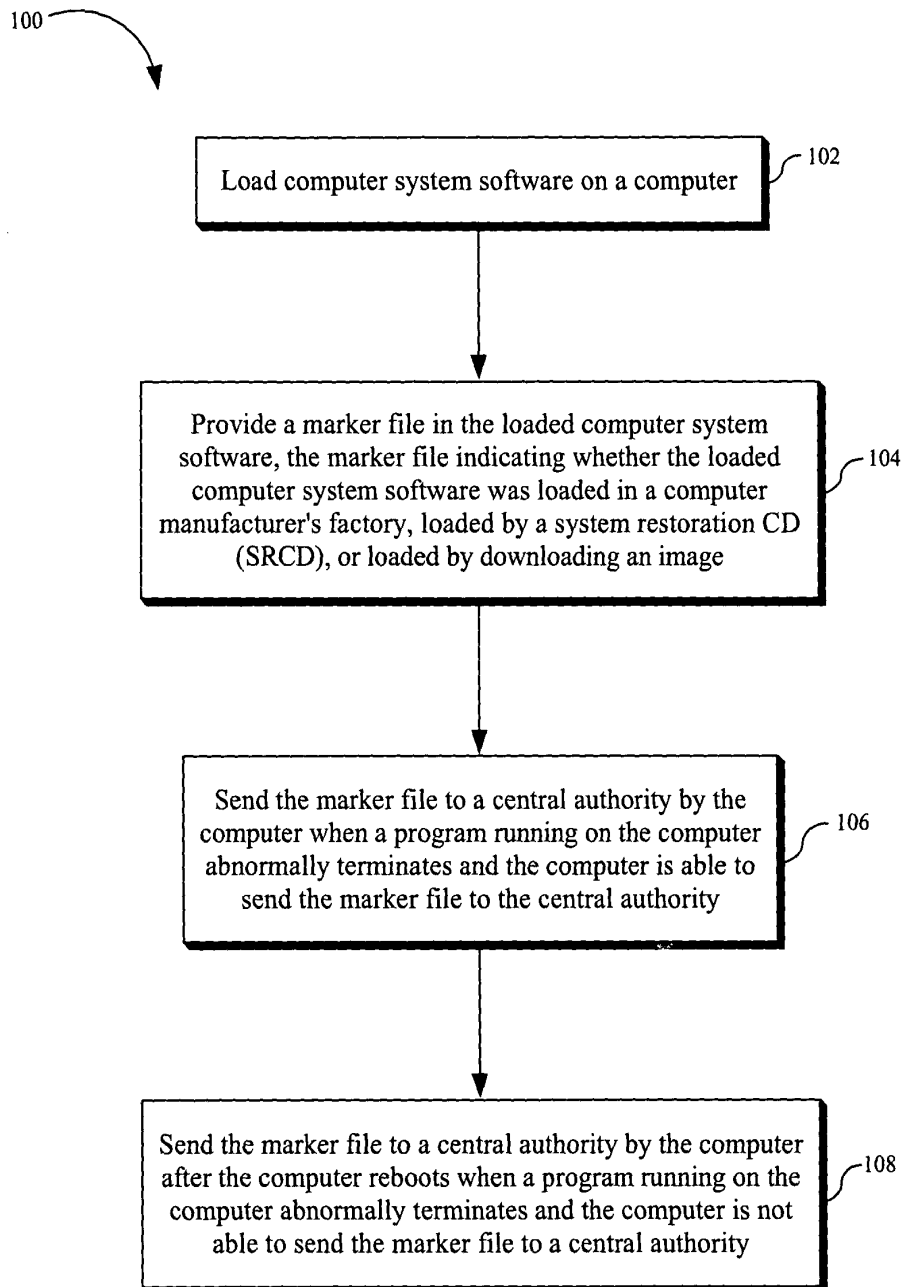 100
Load computer system software on a computer
102
Provide a marker file in the loaded computer system
software, the marker file indicating whether the loaded
computer system software was loaded in a computer
manufacturer's factory, loaded by a system restoration CD
(SRCD), or loaded by downloading an image
104
Send the marker file to a central authority by the
computer when a program running on the computer
abnormally terminates and the computer is able to
send the marker file to the central authority
106
Send the marker file to a central authority by the computer
after the computer reboots when a program running on the
computer abnormally terminates and the computer is not
able to send the marker file to a central authority
108